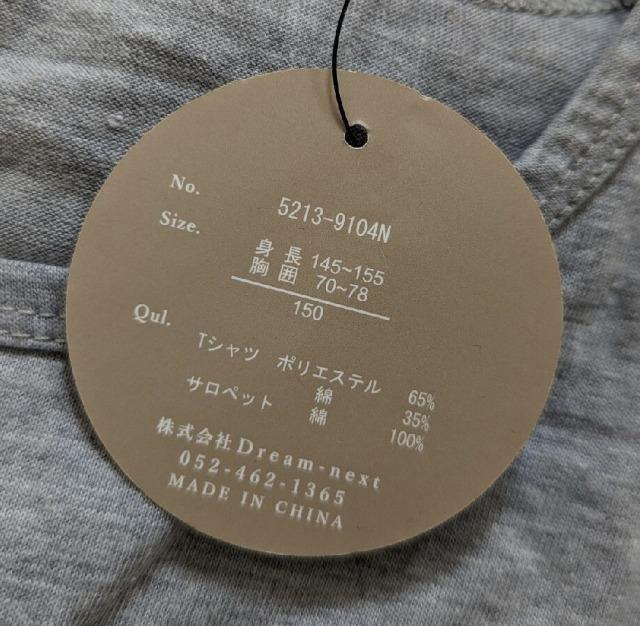 No. 5213-9104N
Size. 身長 145~155
胸囲 70~78
150
Qul. Tシャツ ポリエステル 65%
綿 35%
サロペット 綿 100%
株式会社Dream-next
052-462-1365
MADE IN CHINA